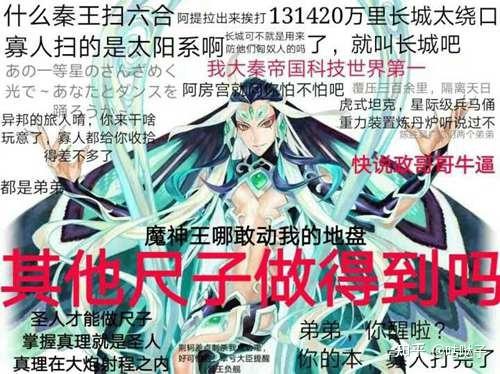 什么秦王扫六合
阿提拉出来挨打
131420万里长城太绕口
寡人扫的是太阳系啊
长城可不就是用来
防他们匈奴人的吗
了，就叫长城吧
あの一等星のさんざめく
光で～あなたとダンスを
踊ろうか
我大秦帝国科技世界第一
阿房宫就问你怕不怕吧
覆压三百余里，隔离天日
异邦的旅人唷，你来干啥
玩意了，寡人都给你收拾
得差不多了
虎式坦克，星际级兵马俑
重力装置炼丹炉听说过不
快说政哥哥牛逼
都是弟弟
魔神王哪敢动我的地盘
其他尺子做得到吗
圣人才能做尺子
掌握真理就是圣人
真理在大炮射程之内
弟弟，你醒啦？
你的本
寡人打完了
知乎